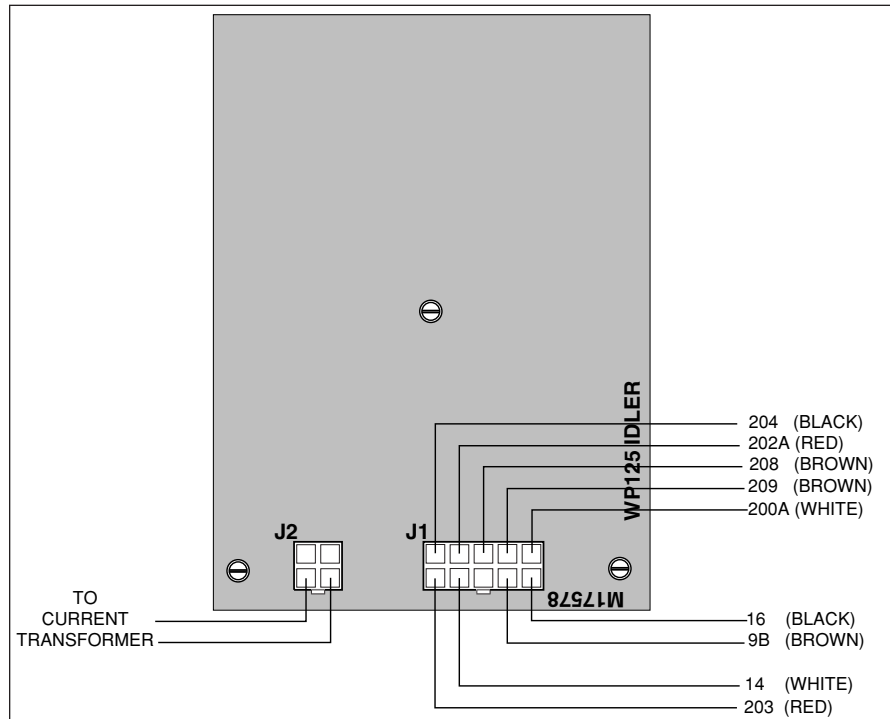 204 (BLACK)
202A (RED)
208 (BROWN)
209 (BROWN)
200A (WHITE)
WP125 IDLER
J2
J1
M17578
TO
CURRENT
TRANSFORMER
16 (BLACK)
9B (BROWN)
14 (WHITE)
203 (RED)